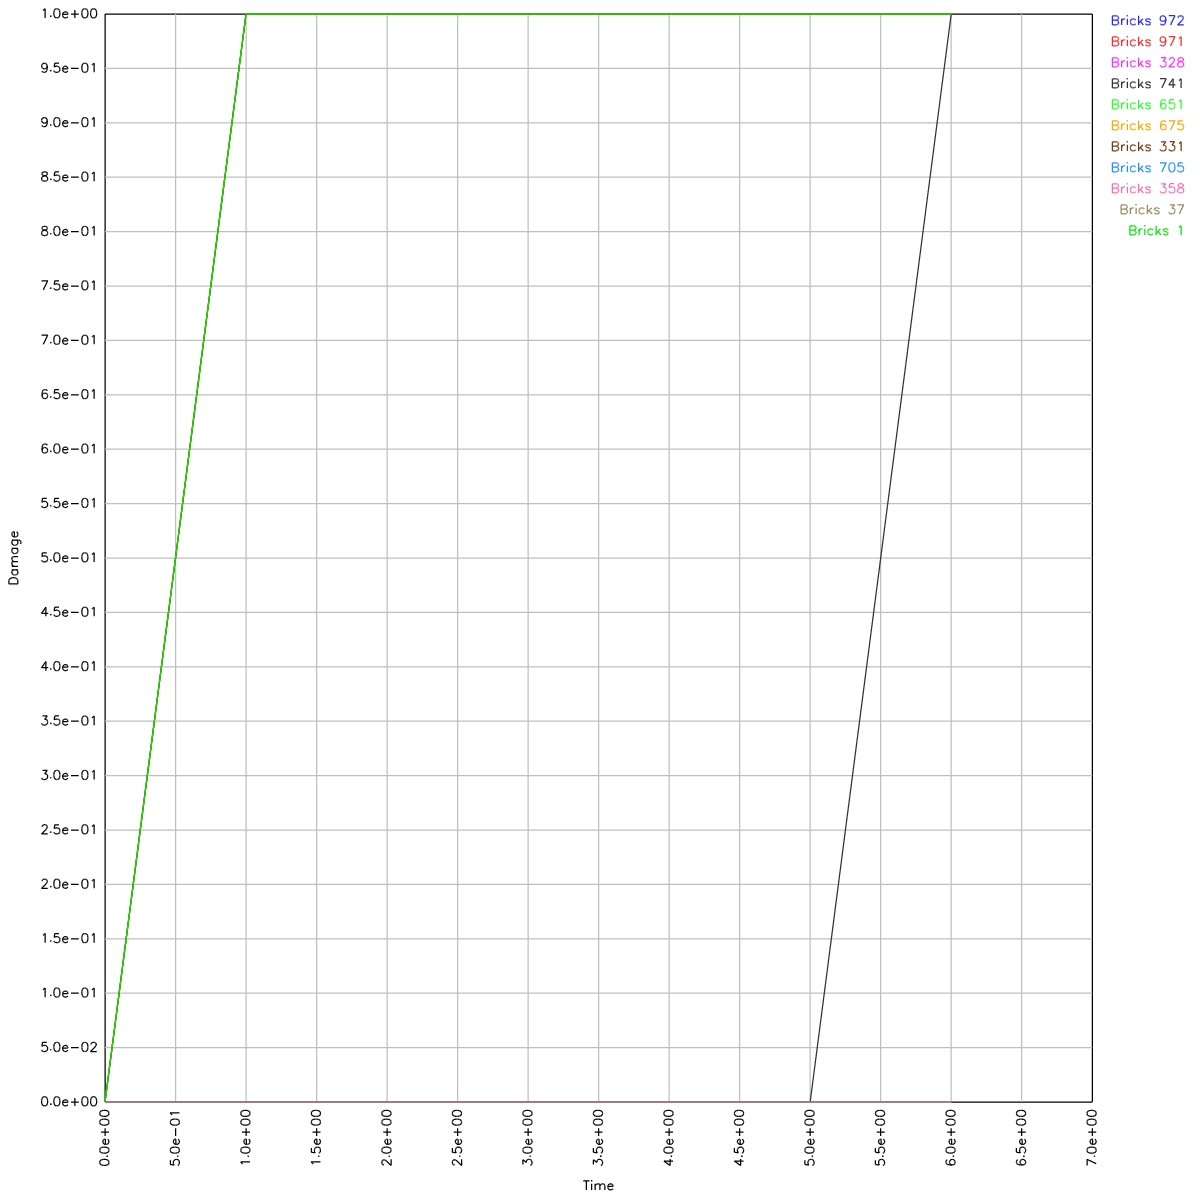 1.0e+00
9.5e−01
9.0e−01
8.5e−01
8.0e−01
7.5e−01
7.0e−01
6.5e−01
6.0e−01
5.5e−01
5.0e−01
4.5e−01
4.0e−01
3.5e−01
3.0e−01
2.5e−01
2.0e−01
1.5e−01
1.0e−01
5.0e−02
0.0e+00
Damage
0.0e+00
5.0e−01
1.0e+00
1.5e+00
2.0e+00
2.5e+00
3.0e+00
3.5e+00
4.0e+00
4.5e+00
5.0e+00
5.5e+00
6.0e+00
6.5e+00
7.0e+00
Time
Bricks 972
Bricks 971
Bricks 328
Bricks 741
Bricks 651
Bricks 675
Bricks 331
Bricks 705
Bricks 358
Bricks 37
Bricks 1